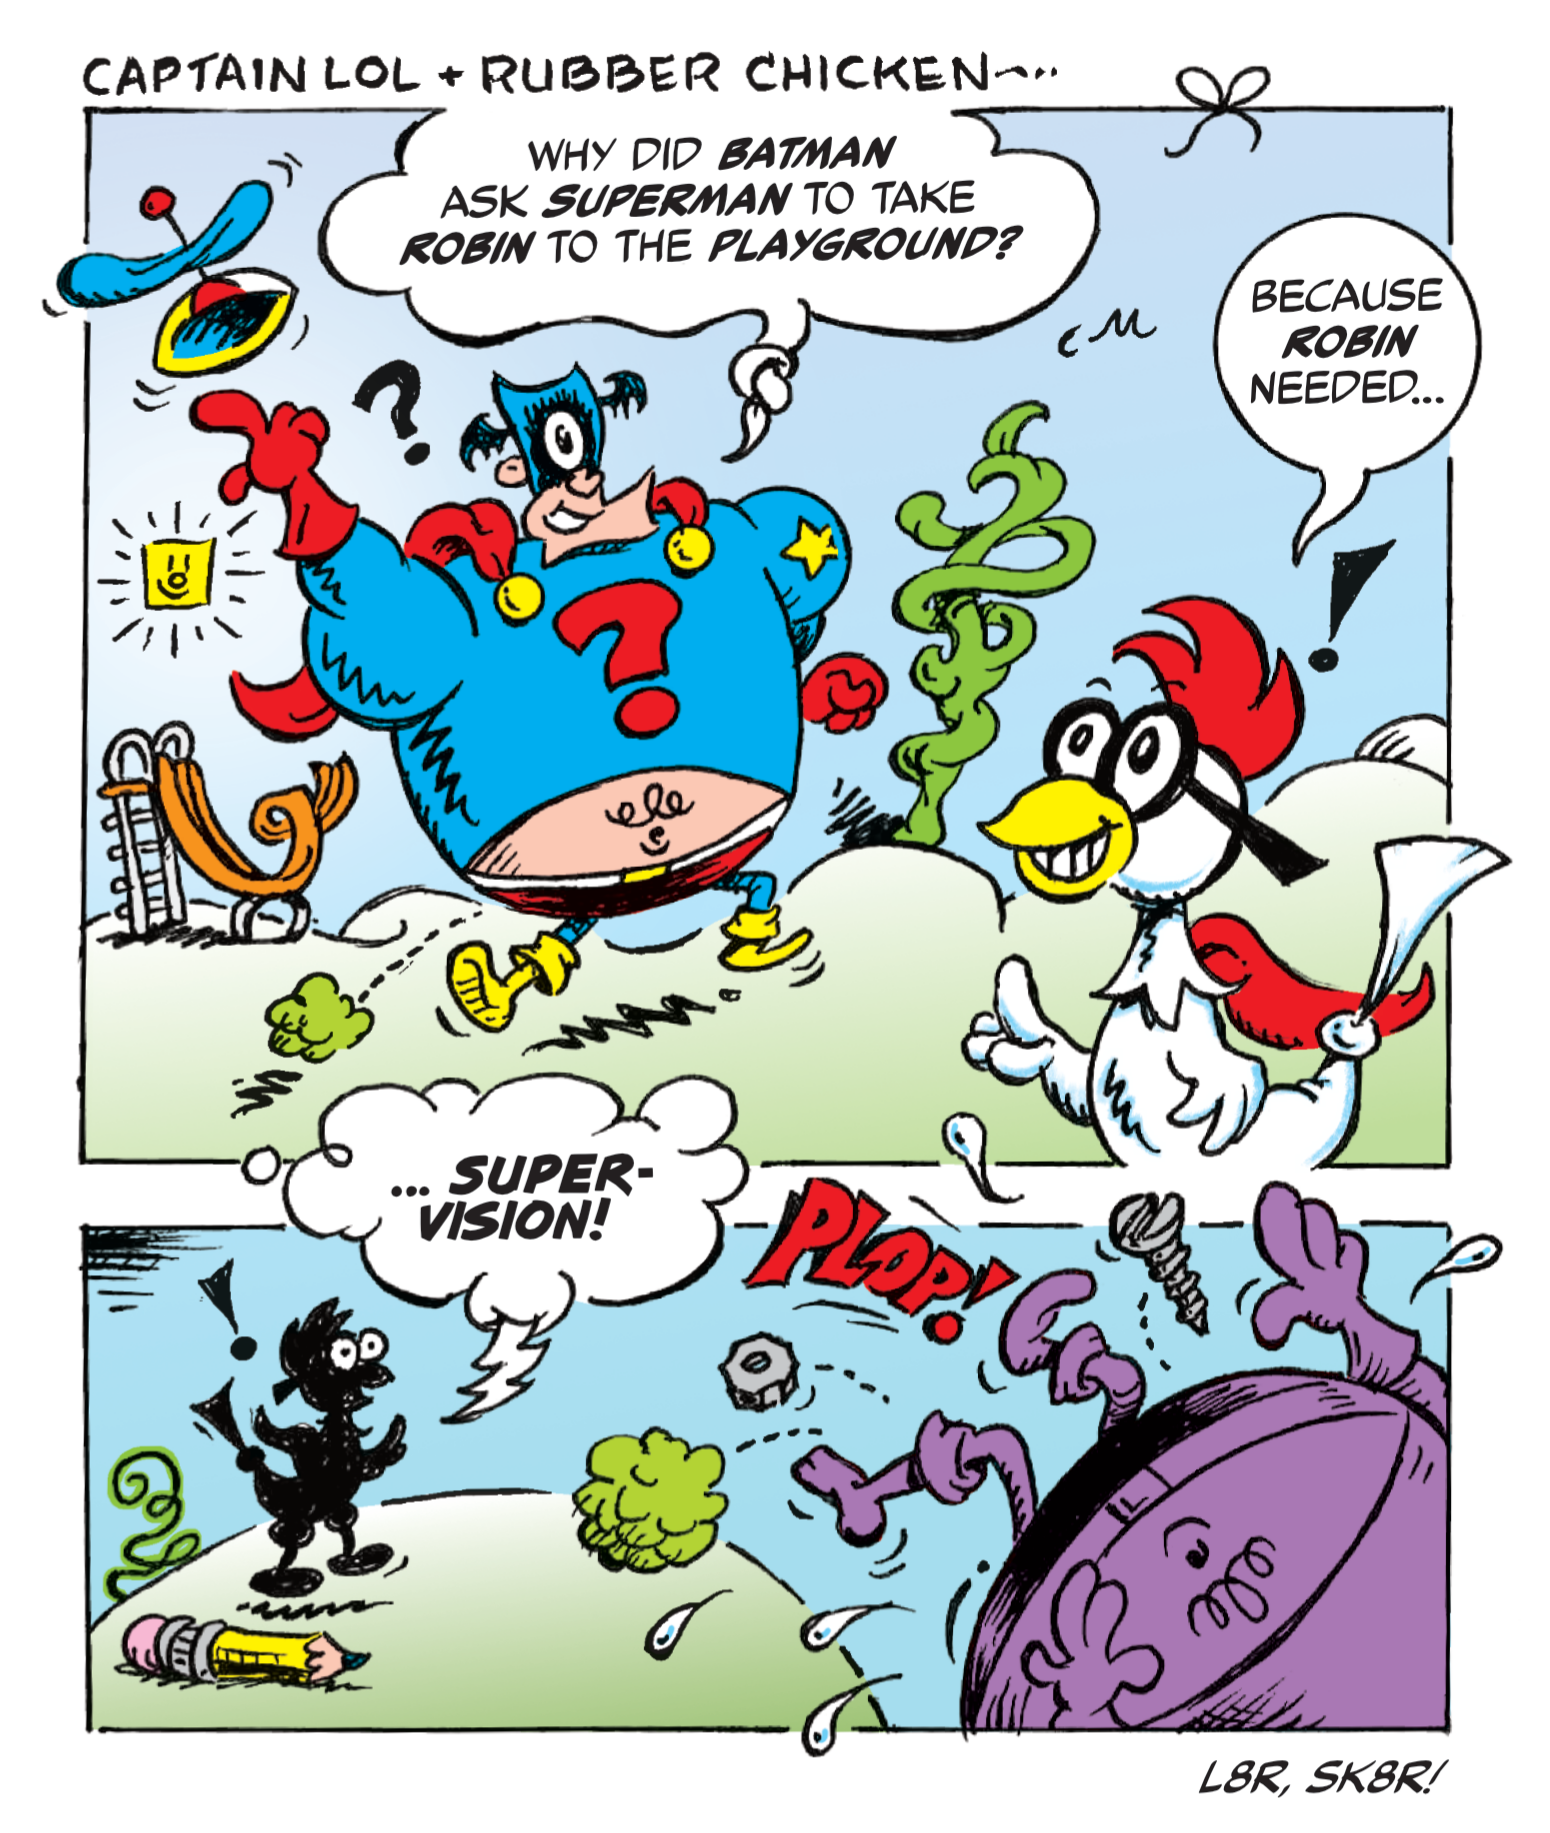 CAPTAIN LOL + RUBBER CHICKEN
WHY DID BATMAN
ASK SUPERMAN TO TAKE
ROBIN TO THE PLAYGROUND?
BECAUSE
ROBIN
NEEDED...
?
?
!
... SUPER-
VISION!
PLOP!
!
L8R, SK8R!